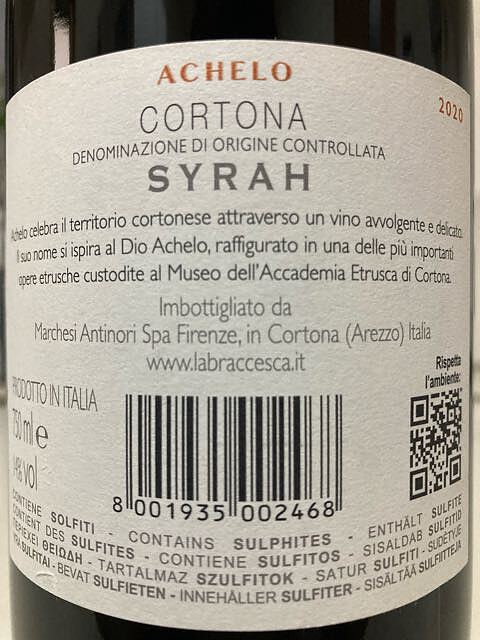 ACHELO
2020
CORTONA
DENOMINAZIONE DI ORIGINE CONTROLLATA
SYRAH
Achelo celebra il territorio cortonese attraverso un vino avvolgente e delicato.
Il suo nome si ispira al Dio Achelo, raffigurato in una delle più importanti
opere etrusche custodite al Museo dell'Accademia Etrusca di Cortona.
Imbottigliato da
Marchesi Antinori Spa Firenze, in Cortona (Arezzo) Italia
www.labraccesca.it
Rispetta
l'ambiente:
PRODOTTO IN ITALIA
750 ml e
14% vol
8 001935 002468
CONTIENE SOLFITI - CONTAINS SULPHITES - ENTHÄLT SULFITE
CONTIENT DES SULFITES - CONTIENE SULFITOS - SISALDAB SULFITID
ΠΕΡΙΕΧΕΙ ΘΕΙΩΔΗ - TARTALMAZ SZULFITOK - SATUR SULFITI - SUDĖTYJE
SULFITAI - BEVAT SULFIETEN - INNEHÅLLER SULFITER - SISÄLTÄÄ SULFIITTEJA